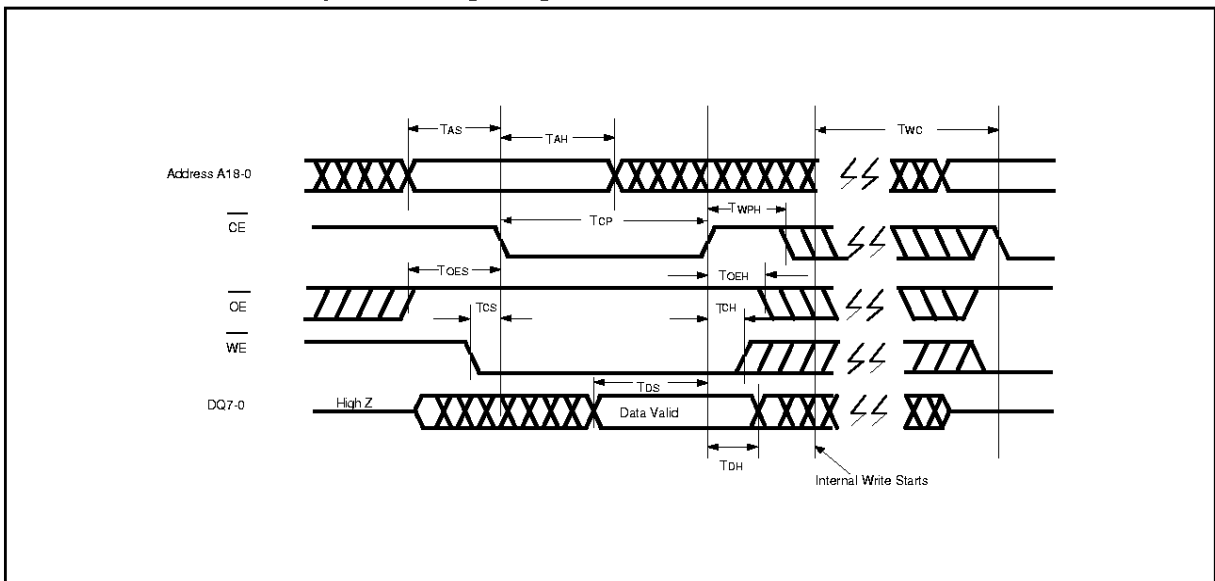 TAS
TAH
TWC
Address A18-0
TCP
TWPH
CE
TOES
TOEH
OE
TCS
TCH
WE
TDS
DQ7-0
High Z
Data Valid
TDH
Internal Write Starts